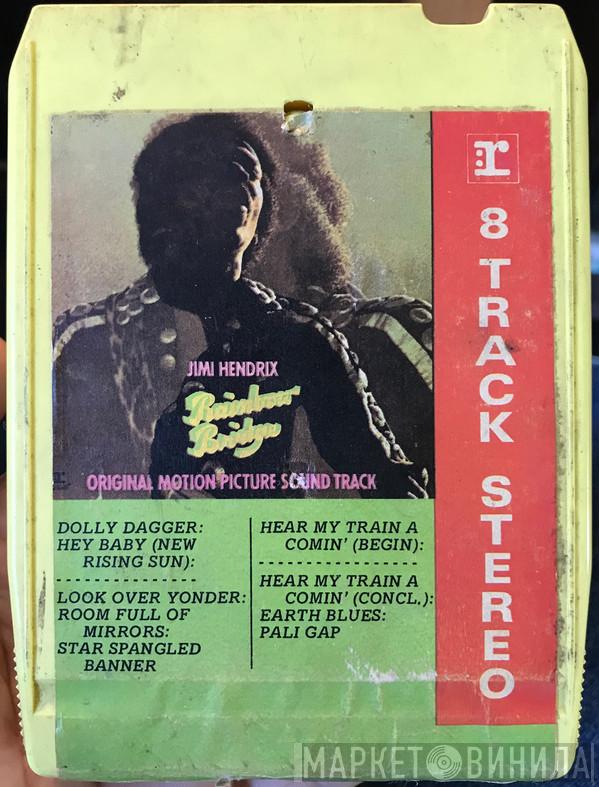 r
8 TRACK STEREO
JIMI HENDRIX
Rainbow
Bridge
ORIGINAL MOTION PICTURE SOUND TRACK
DOLLY DAGGER:
HEY BABY (NEW
RISING SUN):
LOOK OVER YONDER:
ROOM FULL OF
MIRRORS:
STAR SPANGLED
BANNER
HEAR MY TRAIN A
COMIN' (BEGIN):
HEAR MY TRAIN A
COMIN' (CONCL.):
EARTH BLUES:
PALI GAP
МАРКЕТ ВИНИЛА